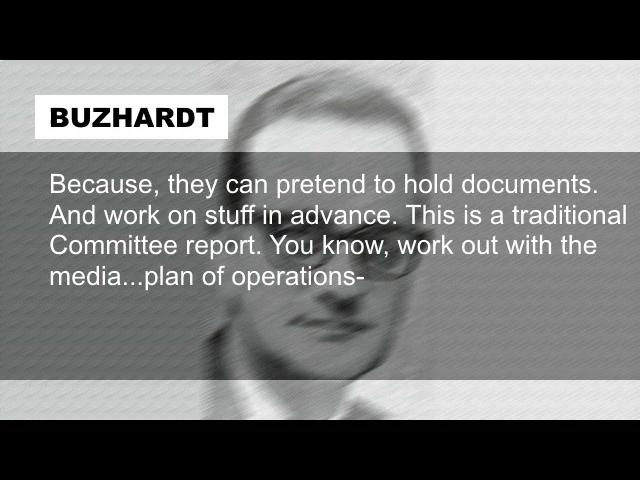 BUZHARDT
Because, they can pretend to hold documents.
And work on stuff in advance. This is a traditional
Committee report. You know, work out with the
media...plan of operations-